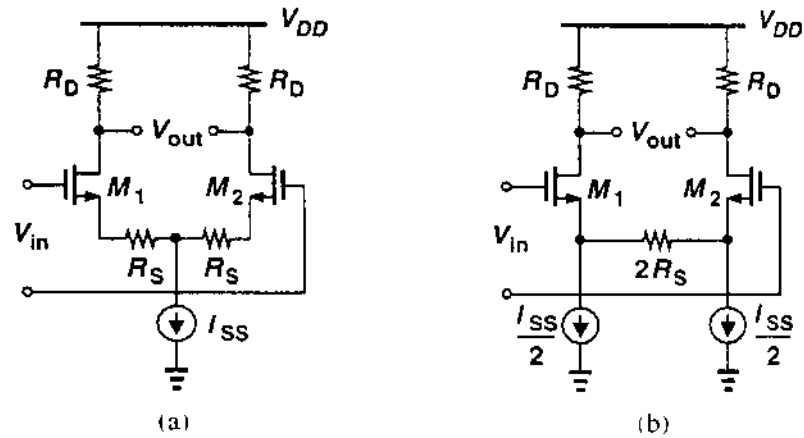 V_DD
R_D
R_D
V_out
M_1
M_2
V_in
R_S
R_S
I_SS
(a)
V_DD
R_D
R_D
V_out
M_1
M_2
V_in
2R_S
I_SS
2
I_SS
2
(b)